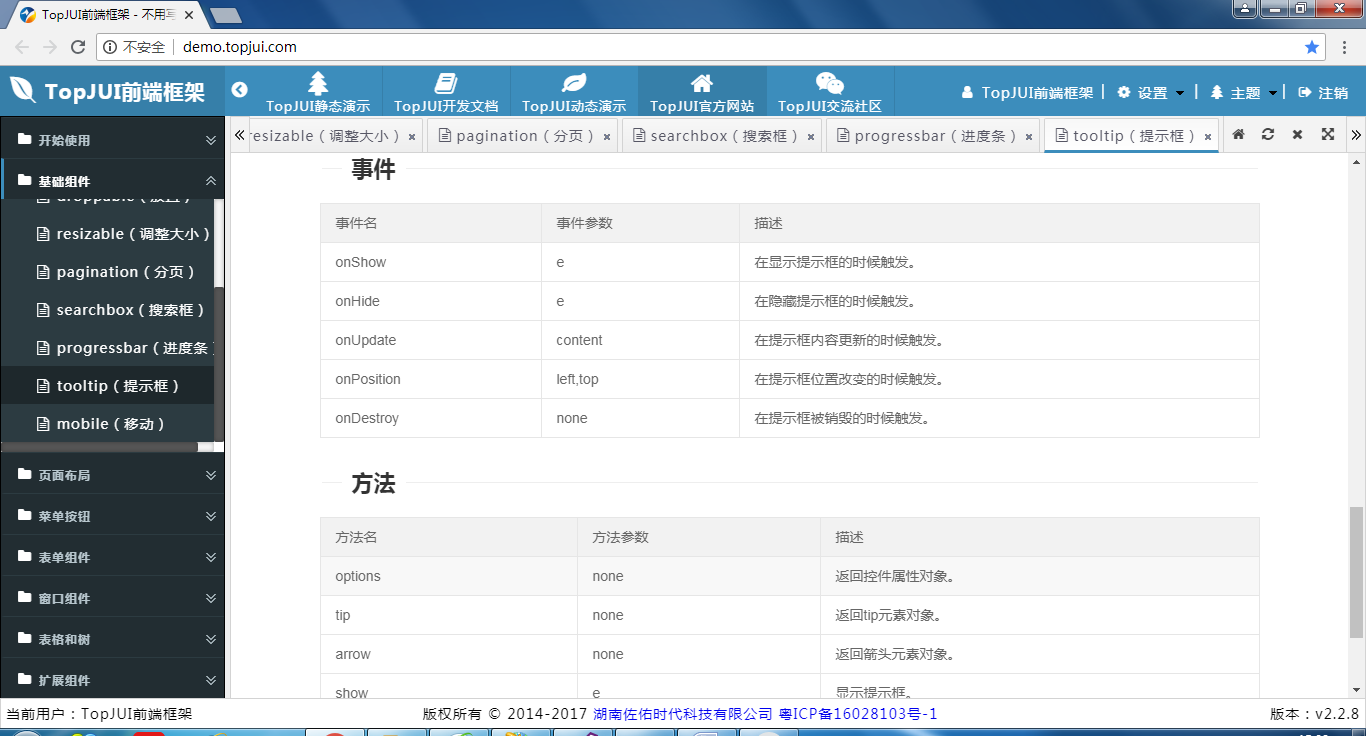 TopJUI前端框架 - 不用写
不安全 demo.topjui.com
TopJUI前端框架
TopJUI静态演示 TopJUI开发文档 TopJUI动态演示 TopJUI官方网站 TopJUI交流社区
TopJUI前端框架 设置 主题 注销
resizable（调整大小） pagination（分页） searchbox（搜索框） progressbar（进度条） tooltip（提示框）
开始使用
基础组件
droppable（放置）
resizable（调整大小）
pagination（分页）
searchbox（搜索框）
progressbar（进度条
tooltip（提示框）
mobile（移动）
页面布局
菜单按钮
表单组件
窗口组件
表格和树
扩展组件
事件
事件名 事件参数 描述
onShow e 在显示提示框的时候触发。
onHide e 在隐藏提示框的时候触发。
onUpdate content 在提示框内容更新的时候触发。
onPosition left,top 在提示框位置改变的时候触发。
onDestroy none 在提示框被销毁的时候触发。
方法
方法名 方法参数 描述
options none 返回控件属性对象。
tip none 返回tip元素对象。
arrow none 返回箭头元素对象。
show e 显示提示框。
当前用户：TopJUI前端框架
版权所有 © 2014-2017 湖南佐佑时代科技有限公司 粤ICP备16028103号-1
版本：v2.2.8